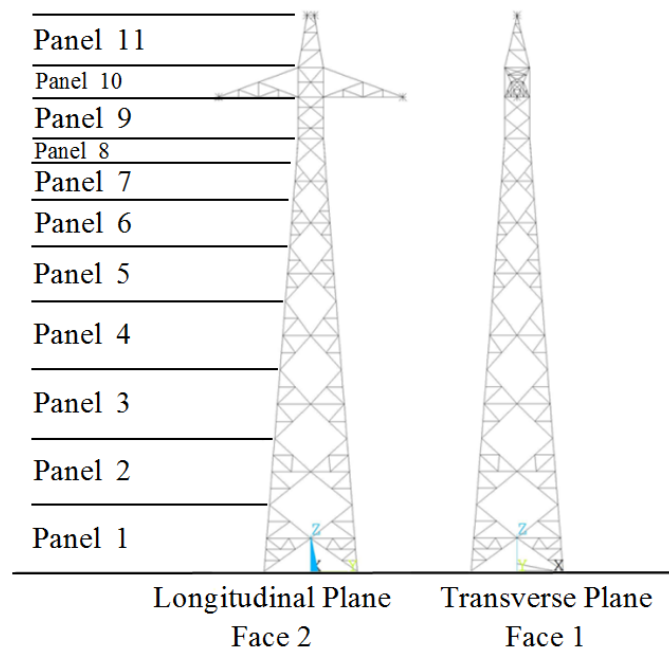 Panel 11
Panel 10
Panel 9
Panel 8
Panel 7
Panel 6
Panel 5
Panel 4
Panel 3
Panel 2
Panel 1
Z
Z
Y
X
Longitudinal Plane
Transverse Plane
Face 2
Face 1